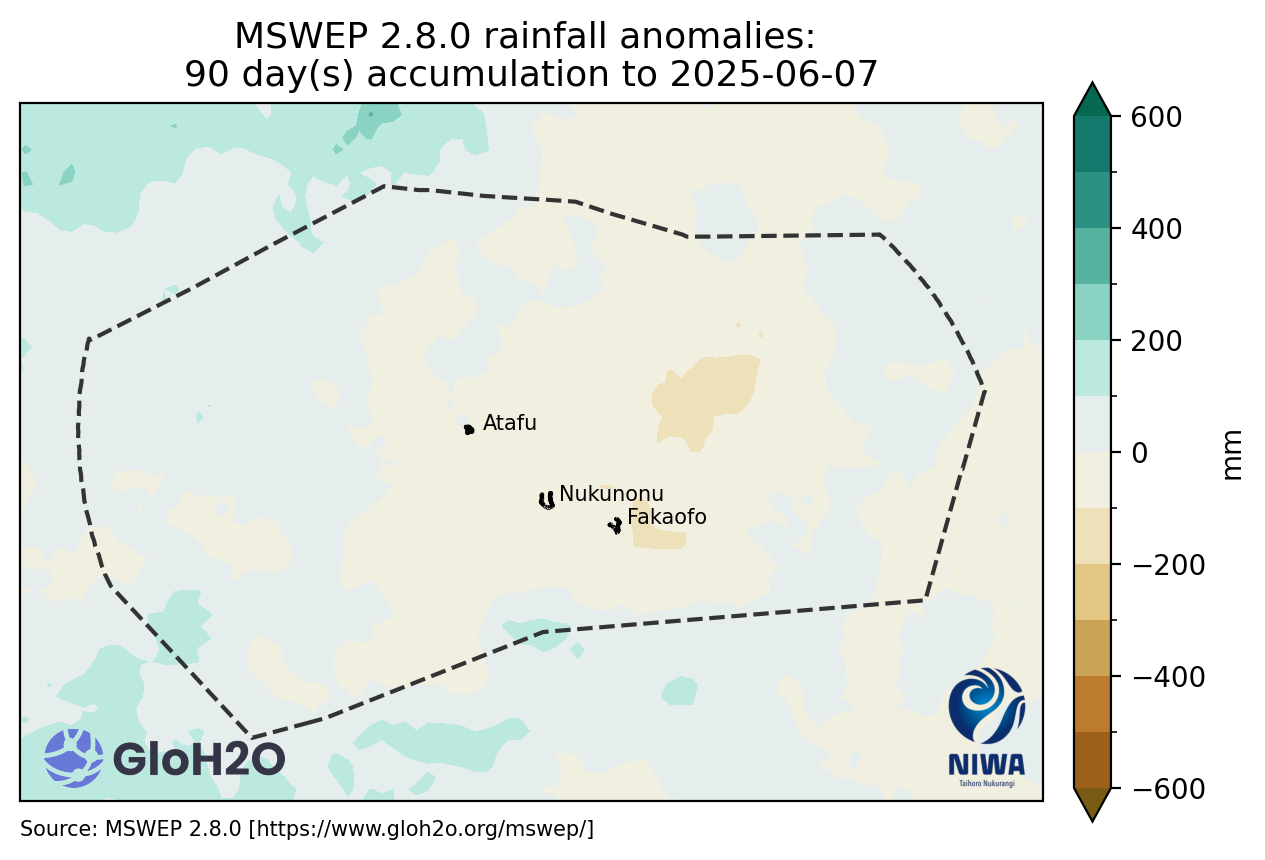 MSWEP 2.8.0 rainfall anomalies:
90 day(s) accumulation to 2025-06-07
600
400
200
0
−200
−400
−600
mm
Atafu
Nukunonu
Fakaofo
GloH2O
NIWA
Taihoro Nukurangi
Source: MSWEP 2.8.0 [https://www.gloh2o.org/mswep/]